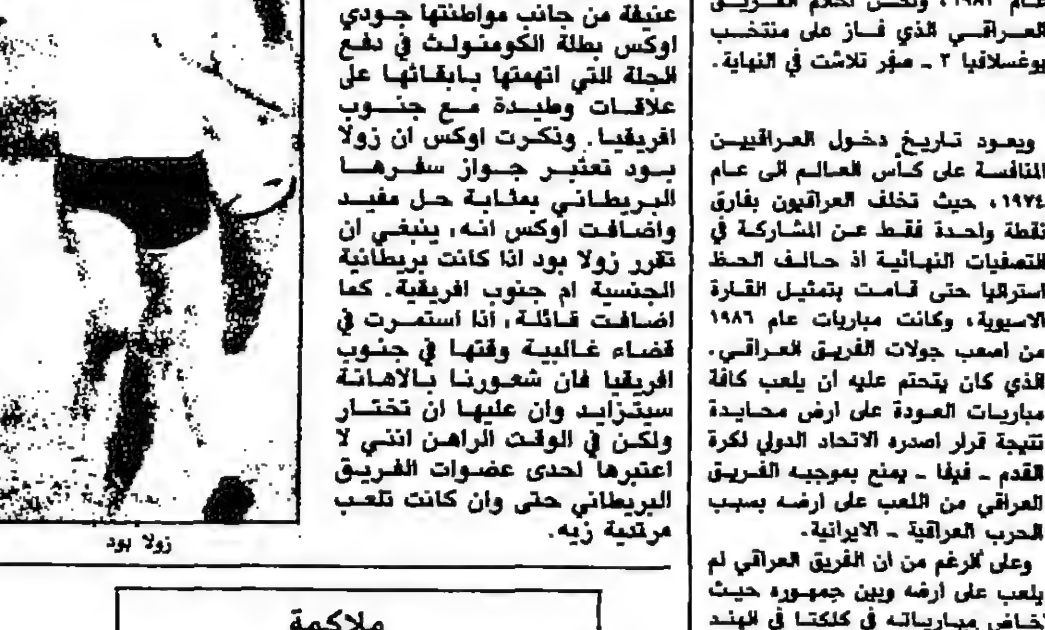 عام ١٩٨٦، ولكن احلام الفريق
العراقي الذي فاز على منتخب
يوغسلافيا ٢ ـ صفر تلاشت في النهاية.
ويعود تاريخ دخول العراقيين
المنافسة على كأس العالم الى عام
١٩٧٤، حيث تخلف العراقيون بفارق
نقطة واحدة فقط عن المشاركة في
التصفيات النهائية اذ حالف الحظ
استراليا حتى قامت بتمثيل القارة
الاسيوية، وكانت مباريات عام ١٩٨٦
من اصعب جولات الفريق العراقي.
الذي كان يتحتم عليه ان يلعب كافة
مباريات العودة على ارض محايدة
نتيجة قرار اصدره الاتحاد الدولي لكرة
القدم ـ فيفا ـ يمنع بموجبه الفريق
العراقي من اللعب على ارضه بسبب
الحرب العراقية ـ الايرانية.
وعلى الرغم من ان الفريق العراقي لم
يلعب على ارضه وبين جمهوره حيث
خاض مبارياته في كلكتا في الهند
عنيفة من جانب مواطنتها جودي
اوكس بطلة الكومنولث في دفع
الجلة التي اتهمتها بابقائها على
علاقات وطيدة مع جنوب
افريقيا. وذكرت اوكس ان زولا
بود تعتبر جواز سفرها
البريطاني بمثابة حل مفيد
واضافت اوكس انه، ينبغي ان
تقرر زولا بود اذا كانت بريطانية
الجنسية ام جنوب افريقية. كما
اضافت قائلة، اذا استمرت في
قضاء غالبية وقتها في جنوب
افريقيا فان شعورنا بالاهانة
سيتزايد وان عليها ان تختار
ولكن في الوقت الراهن انني لا
اعتبرها احدى عضوات الفريق
البريطاني حتى وان كانت تلعب
مرتدية زيه.
زولا بود
ملاكمة